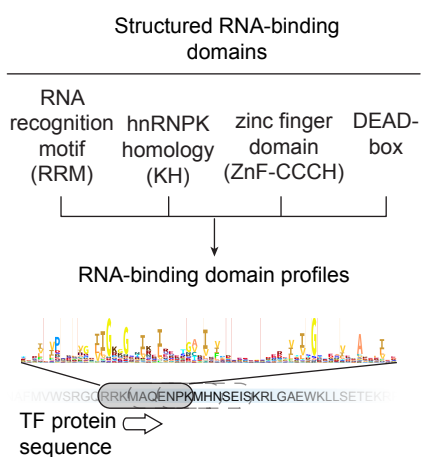 Structured RNA-binding
domains
RNA
recognition
motif
(RRM)
hnRNPK
homology
(KH)
zinc finger
domain
(ZnF-CCCH)
DEAD-
box
RNA-binding domain profiles
EMVWSRGCRRKMAQENPKMHNSEISKRLGAEWKLLSETEKR
TF protein
sequence